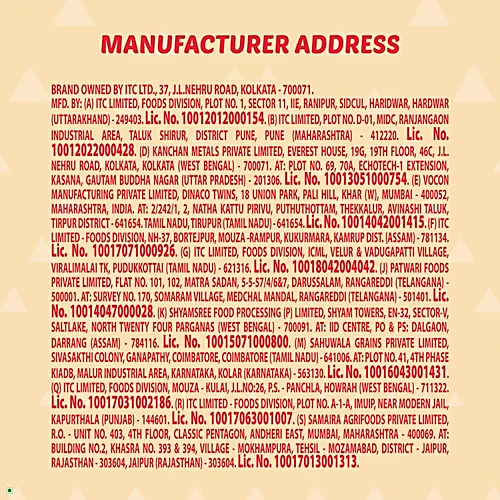 MANUFACTURER ADDRESS
BRAND OWNED BY ITC LTD., 37, J.L.NEHRU ROAD, KOLKATA - 700071.
MFD. BY: (A) ITC LIMITED, FOODS DIVISION, PLOT NO. 1, SECTOR 11, IIE, RANIPUR, SIDCUL, HARIDWAR, HARDWAR
(UTTARAKHAND) - 249403. Lic. No. 10012012000154. (B) ITC LIMITED, PLOT NO. D-01, MIDC, RANJANGAON
INDUSTRIAL AREA, TALUK SHIRUR, DISTRICT PUNE, PUNE (MAHARASHTRA) - 412220. Lic. No.
10012022000428. (D) KANCHAN METALS PRIVATE LIMITED, EVEREST HOUSE, 19G, 19TH FLOOR, 46C, J.L.
NEHRU ROAD, KOLKATA, KOLKATA (WEST BENGAL) - 700071. AT: PLOT NO. 69, 70A, ECHOTECH-1 EXTENSION,
KASANA, GAUTAM BUDDHA NAGAR (UTTAR PRADESH) - 201306. Lic. No. 10013051000754. (E) VOCON
MANUFACTURING PRIVATE LIMITED, DINACO TWINS, 18 UNION PARK, PALI HILL, KHAR (W), MUMBAI - 400052,
MAHARASHTRA, INDIA. AT: 2/242/1, 2, NATHA KATTU PIRIVU, PUTHUTHOTTAM, THEKKALUR, AVINASHI TALUK,
TIRPUR DISTRICT - 641654. TAMIL NADU, TIRUPUR (TAMIL NADU) - 641654. Lic. No. 10014042001415. (F) ITC
LIMITED - FOODS DIVISION, NH-37, BORTEJPUR, MOUZA -RAMPUR, KUKURMARA, KAMRUP DIST. (ASSAM) - 781134.
Lic. No. 10017071000926. (G) ITC LIMITED, FOODS DIVISION, ICML, VELUR & VADUGAPATTI VILLAGE,
VIRALIMALAI TK, PUDUKKOTTAI (TAMIL NADU) - 621316. Lic. No. 10018042004042. (J) PATWARI FOODS
PRIVATE LIMITED, FLAT NO. 101, 102, MATRA SADAN, 5-5-57/4/6&7, DARUSSALAM, RANGAREDDY (TELANGANA) -
500001. AT: SURVEY NO. 170, SOMARAM VILLAGE, MEDCHAL MANDAL, RANGAREDDY (TELANGANA) - 501401. Lic.
No. 10014047000028. (K) SHYAMSREE FOOD PROCESSING (P) LIMITED, SHYAM TOWERS, EN-32, SECTOR-V,
SALTLAKE, NORTH TWENTY FOUR PARGANAS (WEST BENGAL) - 700091. AT: IID CENTRE, PO & PS: DALGAON,
DARRANG (ASSAM) - 784116. Lic. No. 10015071000800. (M) SAHUWALA GRAINS PRIVATE LIMITED,
SIVASAKTHI COLONY, GANAPATHY, COIMBATORE, COIMBATORE (TAMIL NADU) - 641006. AT: PLOT NO. 41, 4TH PHASE
KIADB, MALUR INDUSTRIAL AREA, KARNATAKA, KOLAR (KARNATAKA) - 563130. Lic. No. 10016043001431.
(Q) ITC LIMITED, FOODS DIVISION, MOUZA - KULAI, J.L.NO:26, P.S. - PANCHLA, HOWRAH (WEST BENGAL) - 711322.
Lic. No. 10017031002186. (R) ITC LIMITED - FOODS DIVISION, PLOT NO. A-1-A, IMUIP, NEAR MODERN JAIL,
KAPURTHALA (PUNJAB) - 144601. Lic. No. 10017063001007. (S) SAMAIRA AGRIFOODS PRIVATE LIMITED,
R.O. - UNIT NO. 403, 4TH FLOOR, CLASSIC PENTAGON, ANDHERI EAST, MUMBAI, MAHARASHTRA - 400069. AT:
BUILDING NO.2, KHASRA NO. 393 & 394, VILLAGE - MOKHAMPURA, TEHSIL - MOZAMABAD, DISTRICT - JAIPUR,
RAJASTHAN - 303604, JAIPUR (RAJASTHAN) - 303604. Lic. No. 10017013001313.